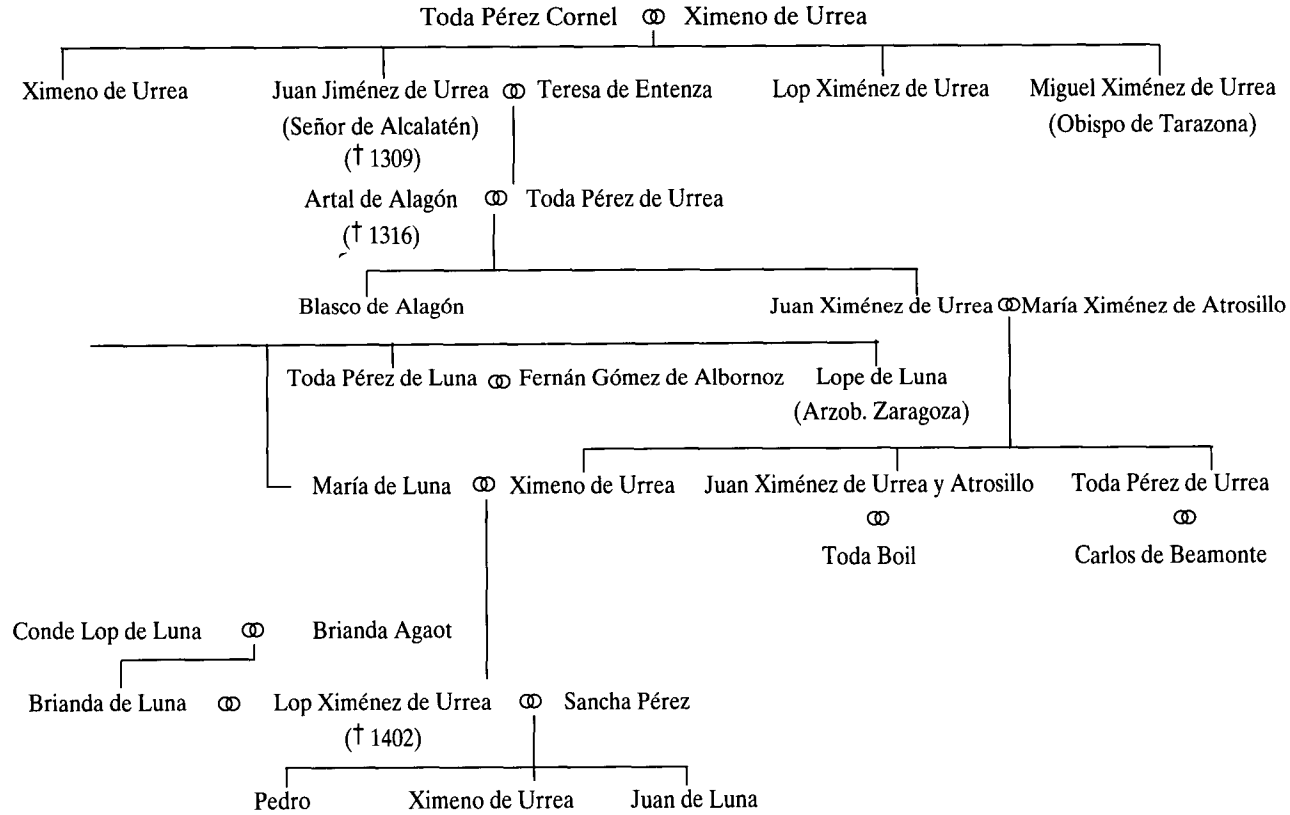 Toda Pérez Cornel ⚭ Ximeno de Urrea
Ximeno de Urrea Juan Jiménez de Urrea ⚭ Teresa de Entenza Lop Ximénez de Urrea Miguel Ximénez de Urrea
(Señor de Alcalatén) (Obispo de Tarazona)
(† 1309)
Artal de Alagón ⚭ Toda Pérez de Urrea
(† 1316)
Blasco de Alagón Juan Ximénez de Urrea ⚭ María Ximénez de Atrosillo
Toda Pérez de Luna ⚭ Fernán Gómez de Albornoz Lope de Luna
(Arzob. Zaragoza)
María de Luna ⚭ Ximeno de Urrea Juan Ximénez de Urrea y Atrosillo Toda Pérez de Urrea
⚭ ⚭
Toda Boil Carlos de Beamonte
Conde Lop de Luna ⚭ Brianda Agaot
Brianda de Luna ⚭ Lop Ximénez de Urrea ⚭ Sancha Pérez
(† 1402)
Pedro Ximeno de Urrea Juan de Luna